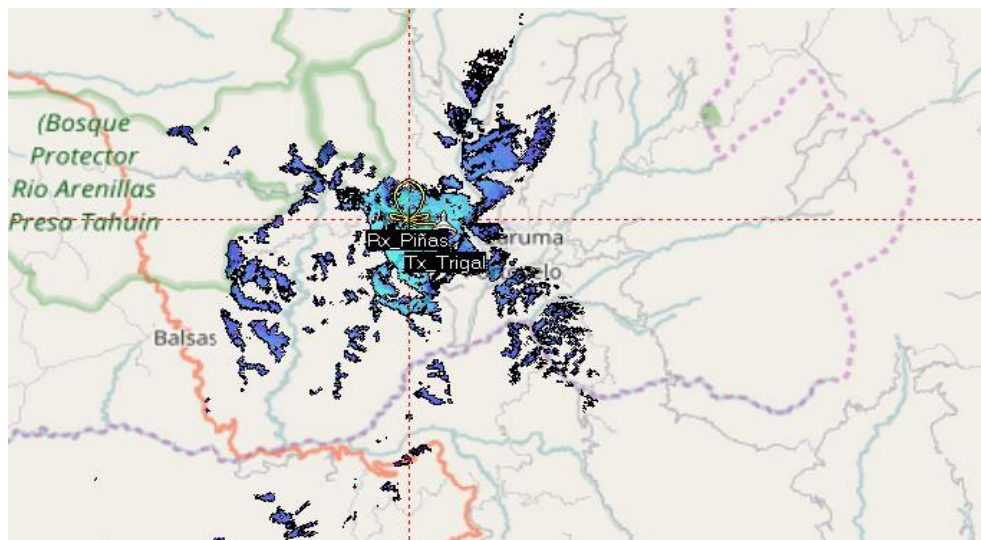 (Bosque
Protector
Rio Arenillas
Presa Tahuin
Rx_Piñas
Tx_Trigal
Balsas